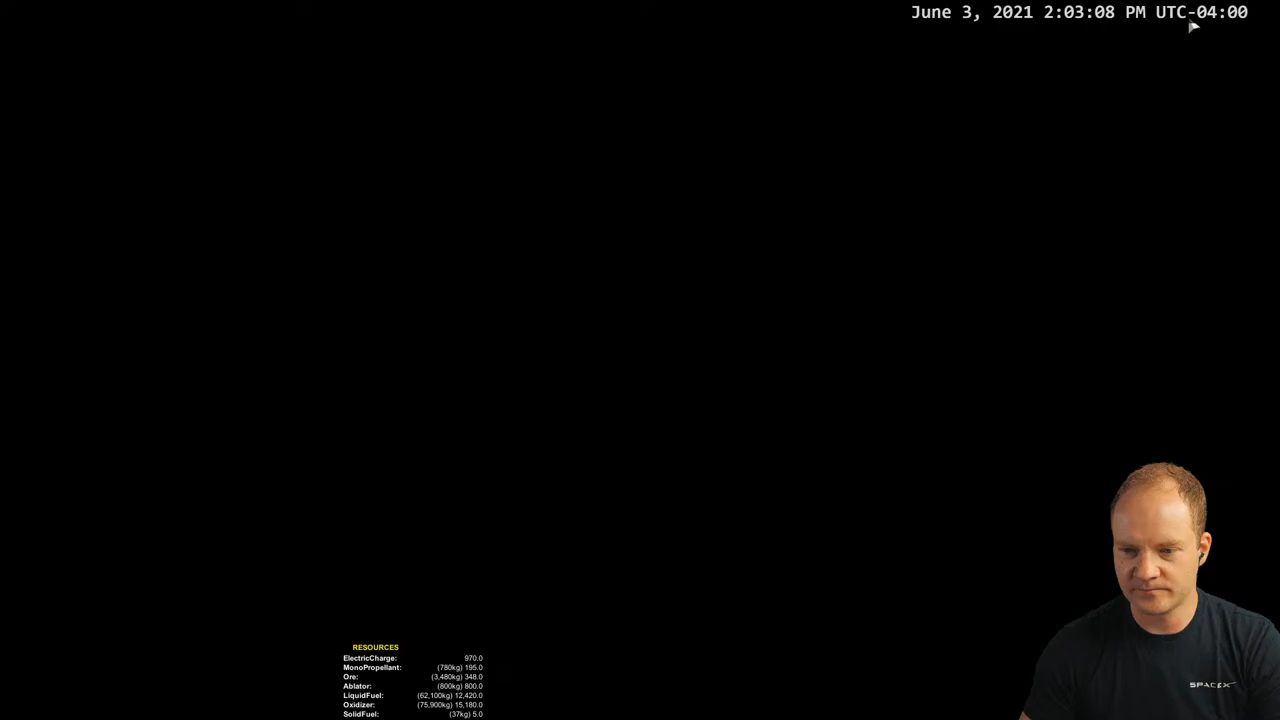 June 3, 2021 2:03:08 PM UTC-04:00
RESOURCES
ElectricCharge: 970.0
MonoPropellant: (780kg) 195.0
Ore: (3,480kg) 348.0
Ablator: (800kg) 800.0
LiquidFuel: (62,100kg) 12,420.0
Oxidizer: (75,900kg) 15,180.0
SolidFuel: (37kg) 5.0
SPACEX